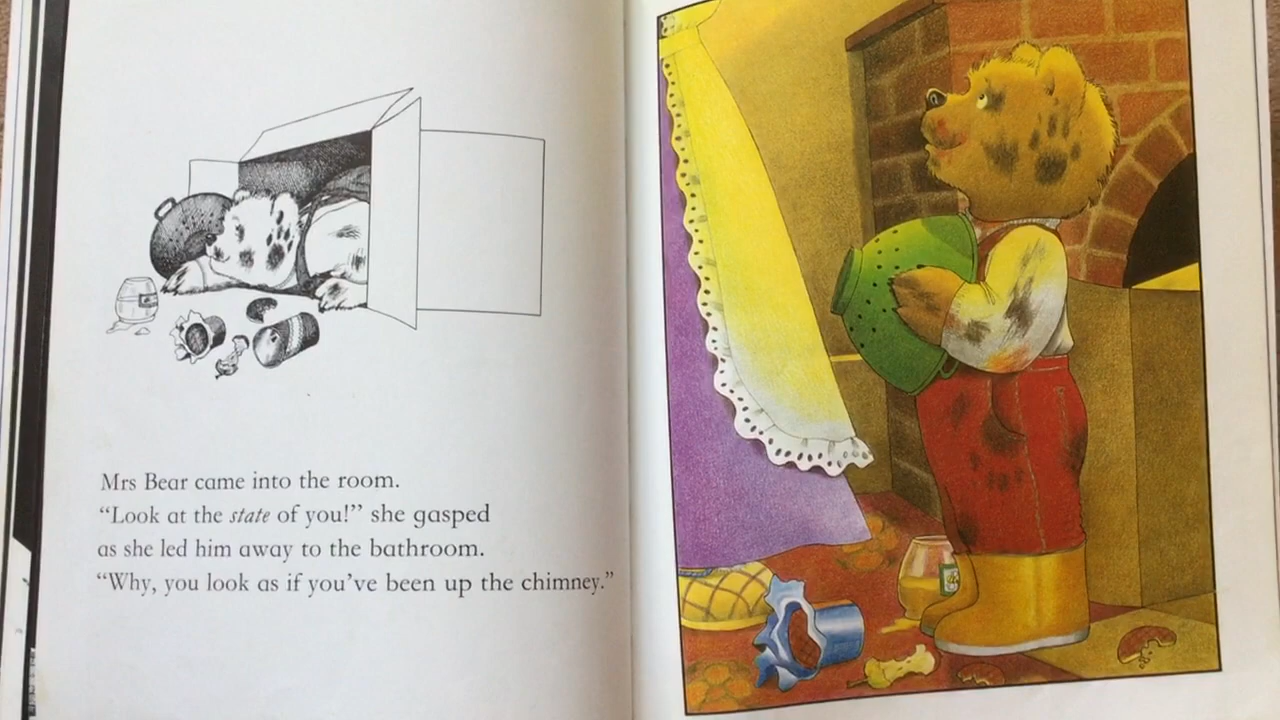 Mrs Bear came into the room.
“Look at the state of you!” she gasped
as she led him away to the bathroom.
“Why, you look as if you’ve been up the chimney.”